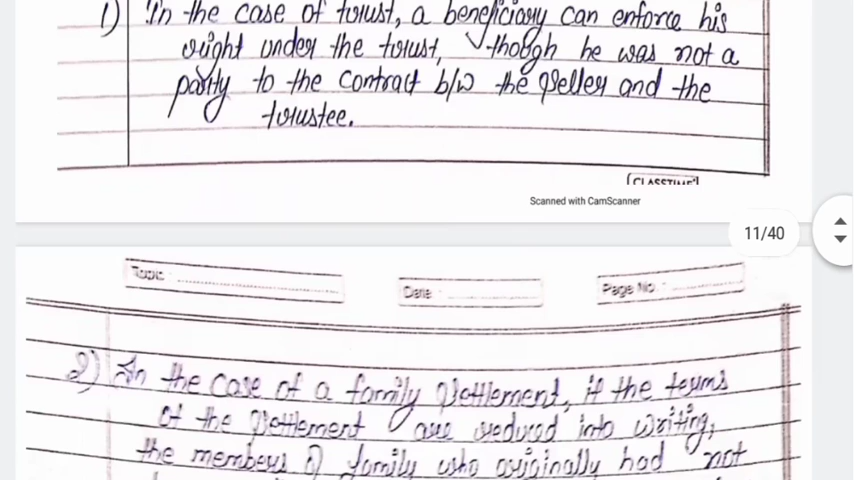 1) In the case of trust, a beneficiary can enforce his
right under the trust, though he was not a
party to the contract b/w the settler and the
trustee.
CLASSTIME
Scanned with CamScanner
11/40
Topic
Date
Page No.
2) In the case of a family settlement, if the terms
of the settlement are reduced into writing,
the members of family who originally had not